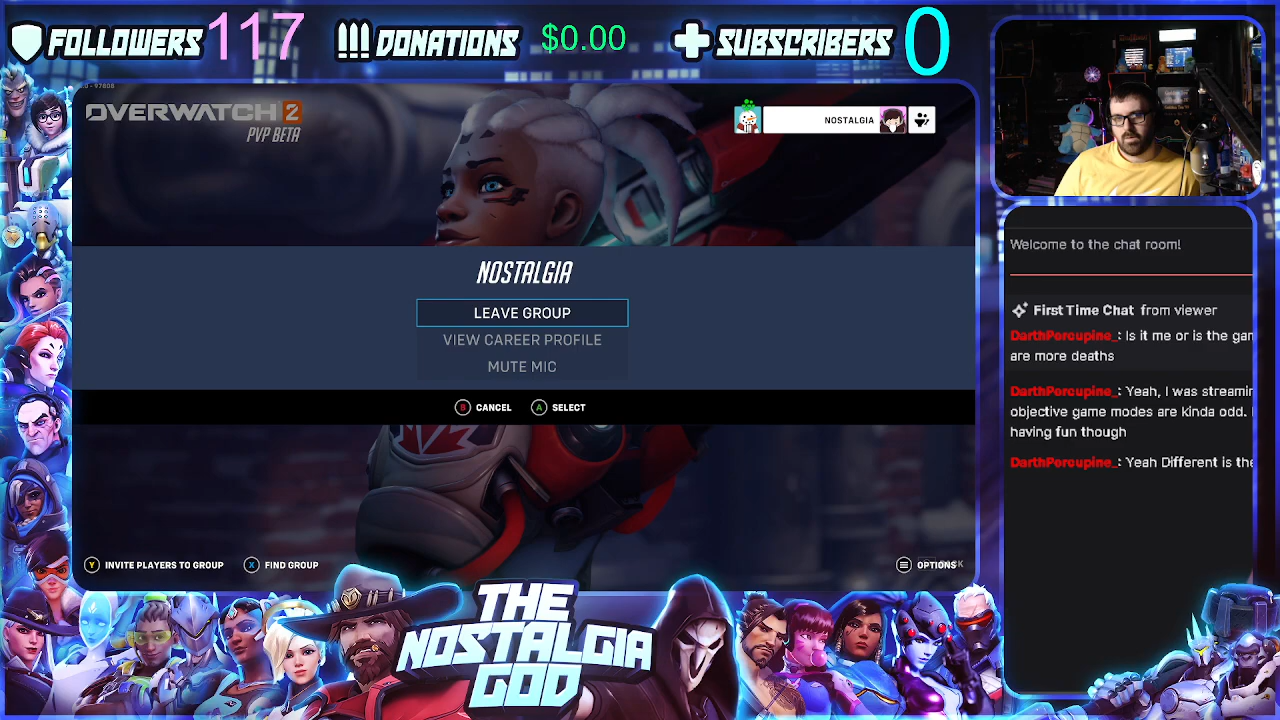 FOLLOWERS 117
DONATIONS $0.00
SUBSCRIBERS 0
OVERWATCH 2
PVP BETA
NOSTALGIA
NOSTALGIA
LEAVE GROUP
VIEW CAREER PROFILE
MUTE MIC
B CANCEL A SELECT
Y INVITE PLAYERS TO GROUP X FIND GROUP
OPTIONS
THE
NOSTALGIA
GOD
Welcome to the chat room!
First Time Chat from viewer
DarthPorcupine_: Is it me or is the gam
are more deaths
DarthPorcupine_: Yeah, I was streamin
objective game modes are kinda odd.
having fun though
DarthPorcupine_: Yeah Different is the